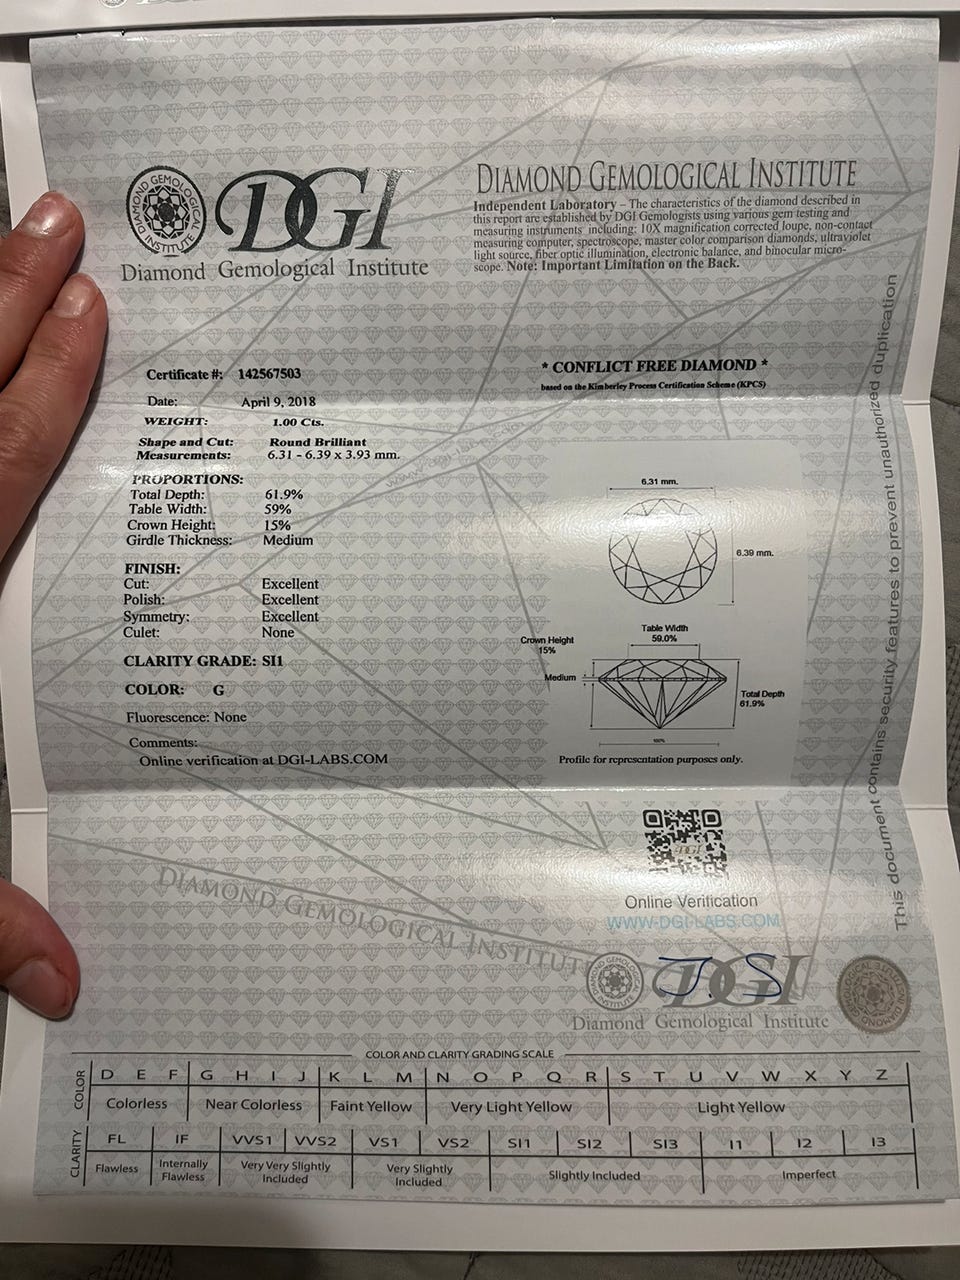 DIAMOND GEMOLOGICAL INSTITUTE
DGI
Diamond Gemological Institute
DIAMOND GEMOLOGICAL INSTITUTE
Independent Laboratory – The characteristics of the diamond described in
this report are established by DGI Gemologists using various gem testing and
measuring instruments including: 10X magnification corrected loupe, non-contact
measuring computer, spectroscope, master color comparison diamonds, ultraviolet
light source, fiber optic illumination, electronic balance, and binocular micro-
scope. Note: Important Limitation on the Back.
Certificate #: 142567503
Date: April 9, 2018
WEIGHT: 1.00 Cts.
Shape and Cut: Round Brilliant
Measurements: 6.31 - 6.39 x 3.93 mm.
PROPORTIONS:
Total Depth: 61.9%
Table Width: 59%
Crown Height: 15%
Girdle Thickness: Medium
FINISH:
Cut: Excellent
Polish: Excellent
Symmetry: Excellent
Culet: None
CLARITY GRADE: SI1
COLOR: G
Fluorescence: None
Comments:
Online verification at DGI-LABS.COM
* CONFLICT FREE DIAMOND *
based on the Kimberley Process Certification Scheme (KPCS)
6.31 mm.
6.39 mm.
Table Width
59.0%
Crown Height
15%
Medium
Total Depth
61.9%
100%
Profile for representation purposes only.
This document contains security features to prevent unauthorized duplication
DGI
Online Verification
WWW.DGI-LABS.COM
DIAMOND GEMOLOGICAL INSTITUTE
DIAMOND GEMOLOGICAL INSTITUTE
DGI
J. S
Diamond Gemological Institute
COLOR AND CLARITY GRADING SCALE
COLOR
D E F G H I J K L M N O P Q R S T U V W X Y Z
Colorless Near Colorless Faint Yellow Very Light Yellow Light Yellow
CLARITY
FL IF VVS1 VVS2 VS1 VS2 SI1 SI2 SI3 I1 I2 I3
Flawless Internally Flawless Very Very Slightly Included Very Slightly Included Slightly Included Imperfect